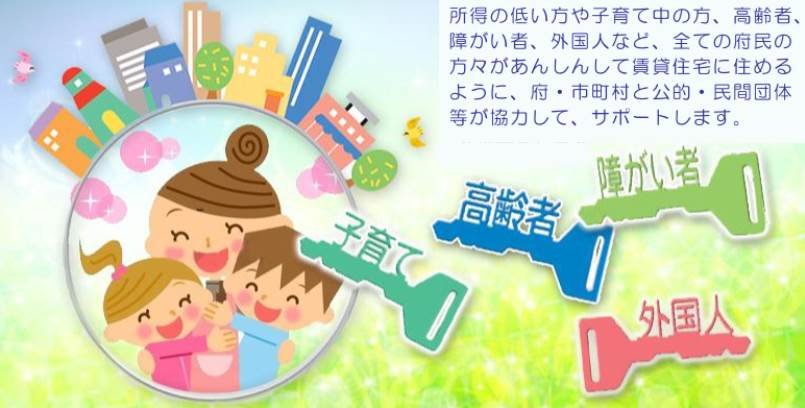 所得の低い方や子育て中の方、高齢者、
障がい者、外国人など、全ての府民の
方々があんしんして賃貸住宅に住める
ように、府・市町村と公的・民間団体
等が協力して、サポートします。
子育て
高齢者
障がい者
外国人